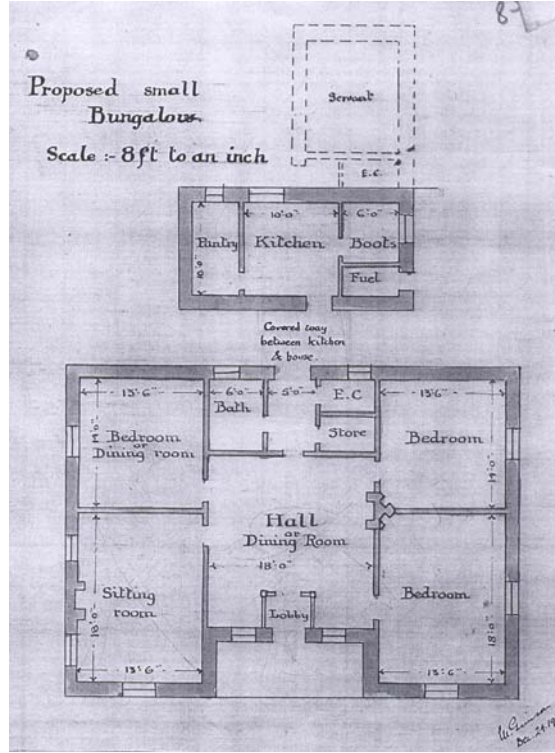 Proposed small
Bungalow.
Scale :- 8ft to an inch
Servant
E.C.
10'.0"
6'.0"
Pantry
Kitchen
Boots
10'.0"
Fuel
Covered way
between kitchen
& house.
13'.6"
6'.0"
5'.0"
E.C
13'.6"
Bath
14'.0"
Bedroom
or
Dining room
Store
Bedroom
14'.0"
Hall
or
Dining Room
18'.0"
Sitting
room
18'.0"
Lobby
Bedroom
18'.0"
13'.6"
13'.6"